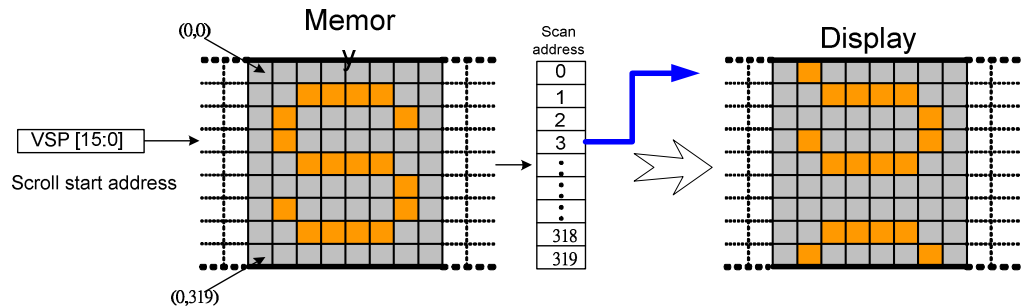 Memor
y
(0,0)
Scan
address
Display
0
1
2
3
318
319
VSP [15:0]
Scroll start address
(0,319)